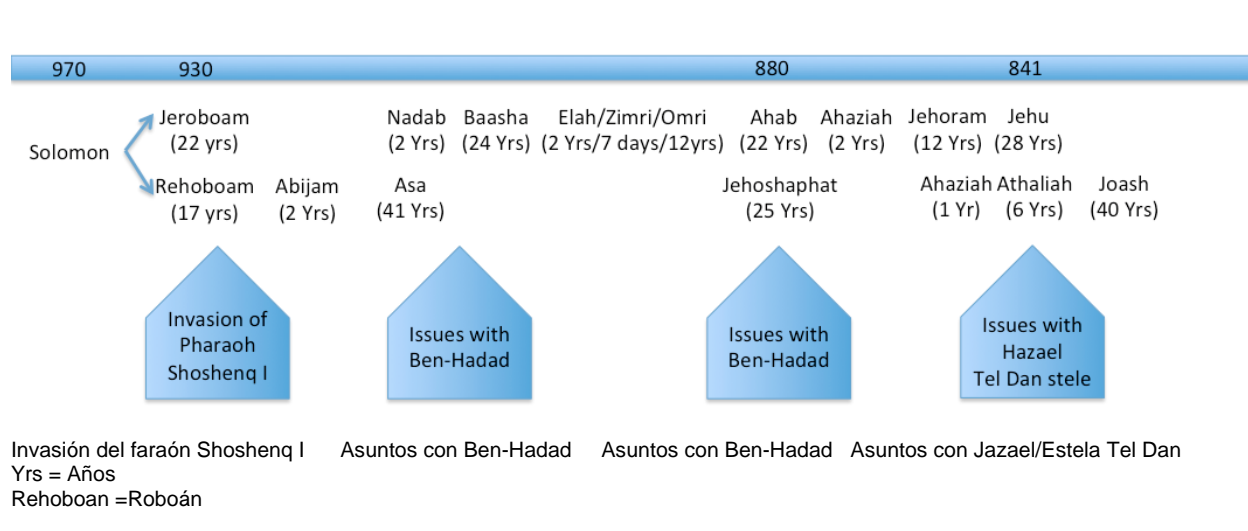 970 930 880 841
Jeroboam Nadab Baasha Elah/Zimri/Omri Ahab Ahaziah Jehoram Jehu
(22 yrs) (2 Yrs) (24 Yrs) (2 Yrs/7 days/12yrs) (22 Yrs) (2 Yrs) (12 Yrs) (28 Yrs)
Solomon
Rehoboam Abijam Asa Jehoshaphat Ahaziah Athaliah Joash
(17 yrs) (2 Yrs) (41 Yrs) (25 Yrs) (1 Yr) (6 Yrs) (40 Yrs)
Invasion of
Pharaoh
Shoshenq I
Issues with
Ben-Hadad
Issues with
Ben-Hadad
Issues with
Hazael
Tel Dan stele
Invasión del faraón Shoshenq I Asuntos con Ben-Hadad Asuntos con Ben-Hadad Asuntos con Jazael/Estela Tel Dan
Yrs = Años
Rehoboan =Roboán